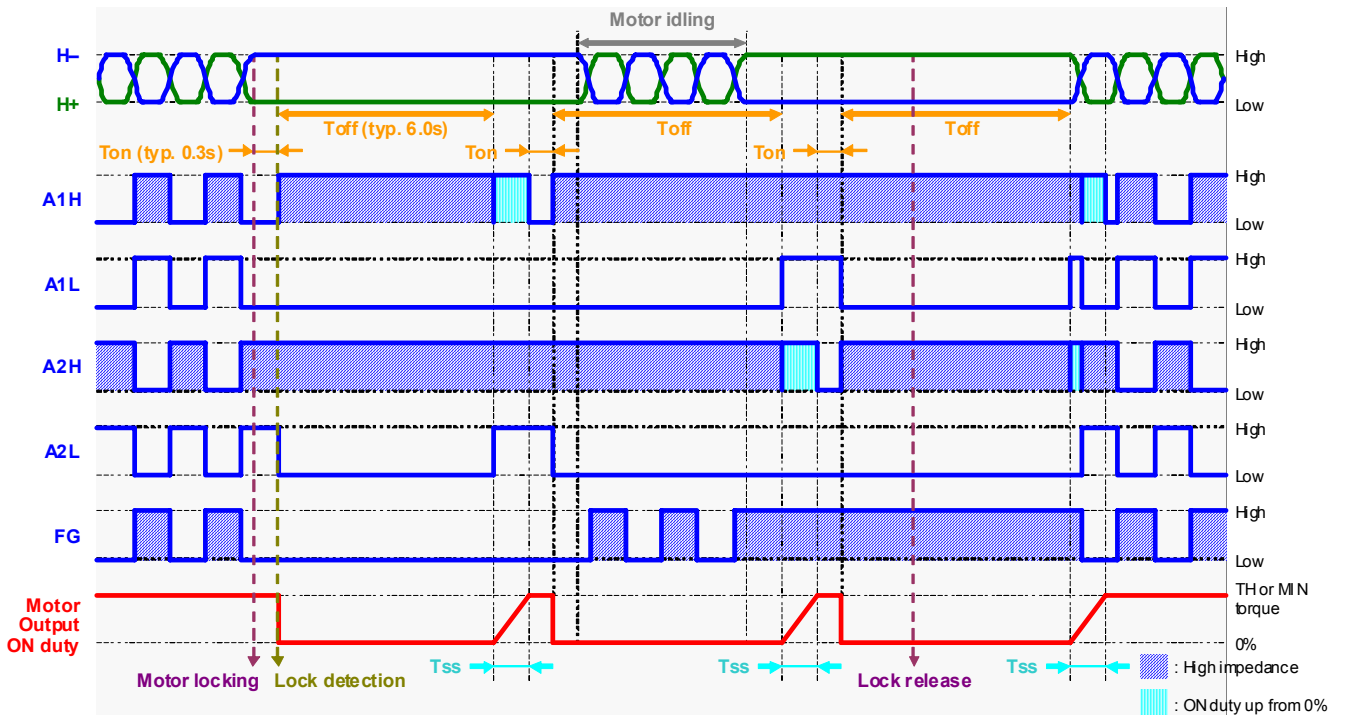 Motor idling
H–
High
H+
Low
Toff (typ. 6.0s)
Toff
Toff
Ton (typ. 0.3s)
Ton
Ton
A1H
High
Low
A1L
High
Low
A2H
High
Low
A2L
High
Low
FG
High
Low
Motor
Output
ON duty
TH or MIN
torque
0%
Tss
Tss
Tss
Motor locking
Lock detection
Lock release
: High impedance
: ON duty up from 0%